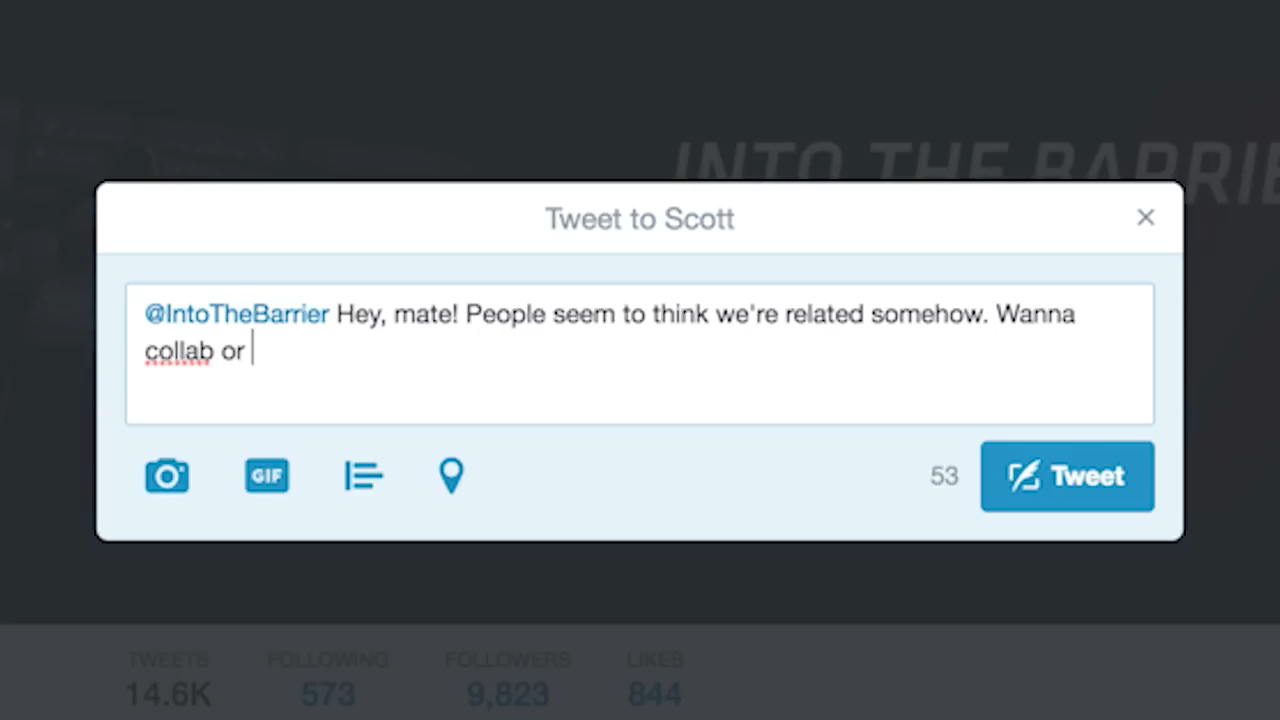 INTO THE BARRIE
Tweet to Scott ×
@IntoTheBarrier Hey, mate! People seem to think we're related somehow. Wanna
collab or
GIF 53 Tweet
TWEETS FOLLOWING FOLLOWERS LIKES
14.6K 573 9,823 844